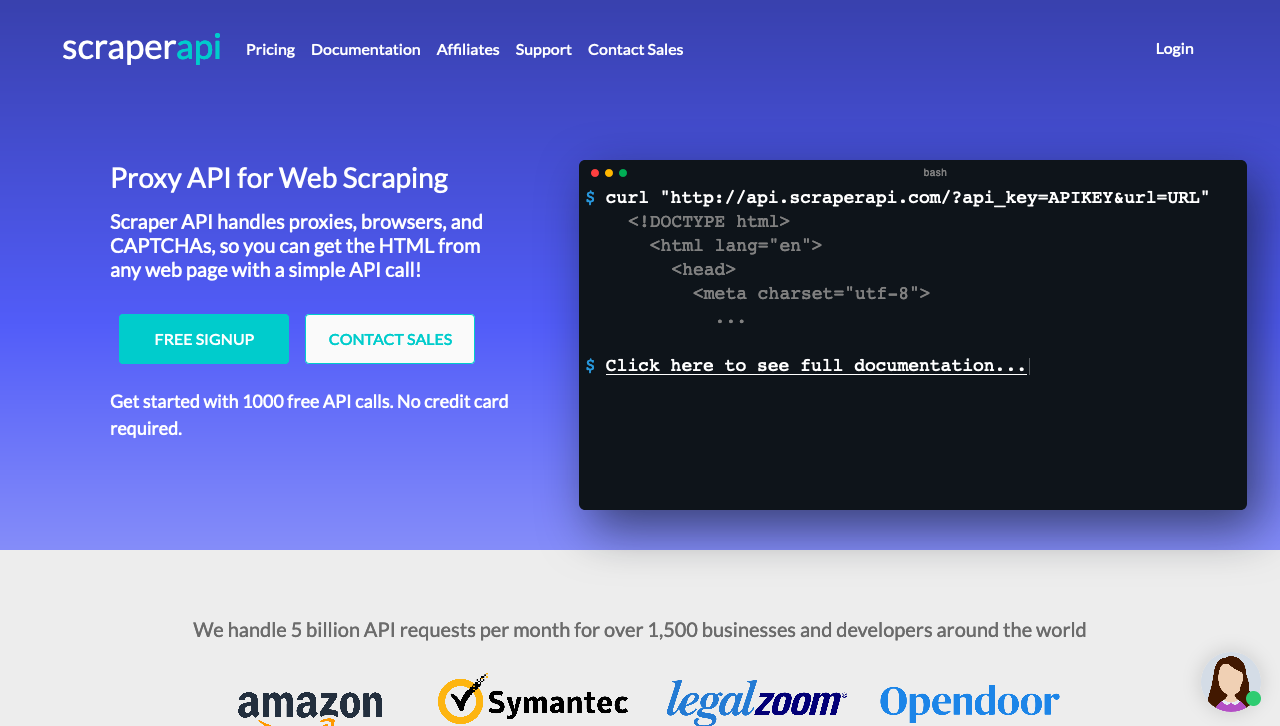 scraperapi Pricing Documentation Affiliates Support Contact Sales Login
Proxy API for Web Scraping
Scraper API handles proxies, browsers, and
CAPTCHAs, so you can get the HTML from
any web page with a simple API call!
FREE SIGNUP CONTACT SALES
Get started with 1000 free API calls. No credit card
required.
bash
$ curl "http://api.scraperapi.com/?api_key=APIKEY&url=URL"
<!DOCTYPE html>
<html lang="en">
<head>
<meta charset="utf-8">
...
$ Click here to see full documentation...
We handle 5 billion API requests per month for over 1,500 businesses and developers around the world
amazon Symantec legalzoom Opendoor